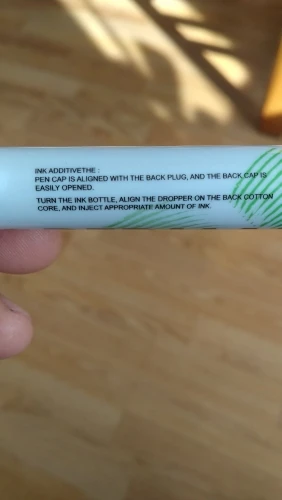 INK ADDITIVETHE :
PEN CAP IS ALIGNED WITH THE BACK PLUG, AND THE BACK CAP IS
EASILY OPENED.
TURN THE INK BOTTLE, ALIGN THE DROPPER ON THE BACK COTTON
CORE, AND INJECT APPROPRIATE AMOUNT OF INK.